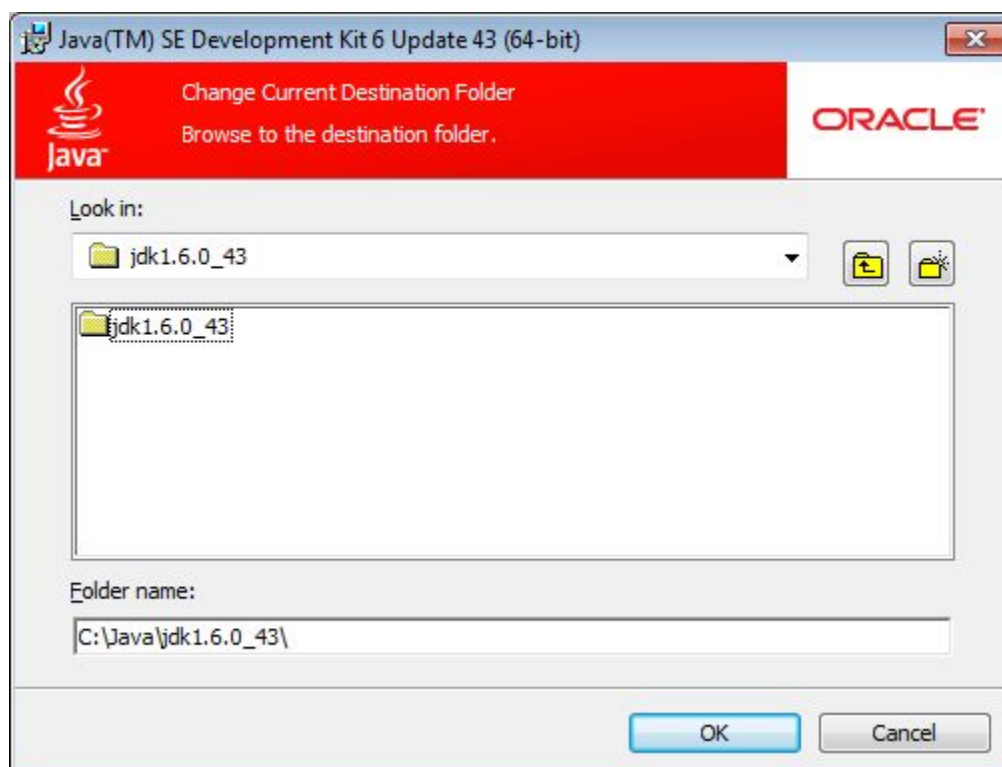 Java(TM) SE Development Kit 6 Update 43 (64-bit)
Change Current Destination Folder
Browse to the destination folder.
Java™
ORACLE®
Look in:
jdk1.6.0_43
jdk1.6.0_43
Folder name:
C:\Java\jdk1.6.0_43\
OK
Cancel